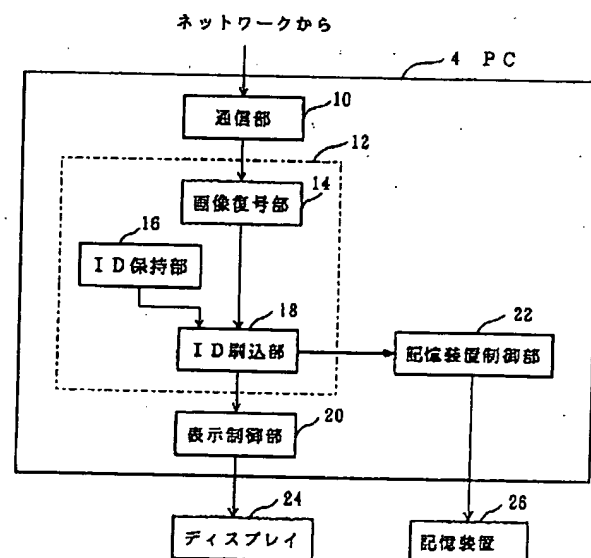 ネットワークから
4 PC
通信部
10
12
画像復号部
14
16
ID保持部
18
ID刷込部
22
記憶装置制御部
表示制御部
20
24
ディスプレイ
26
記憶装置